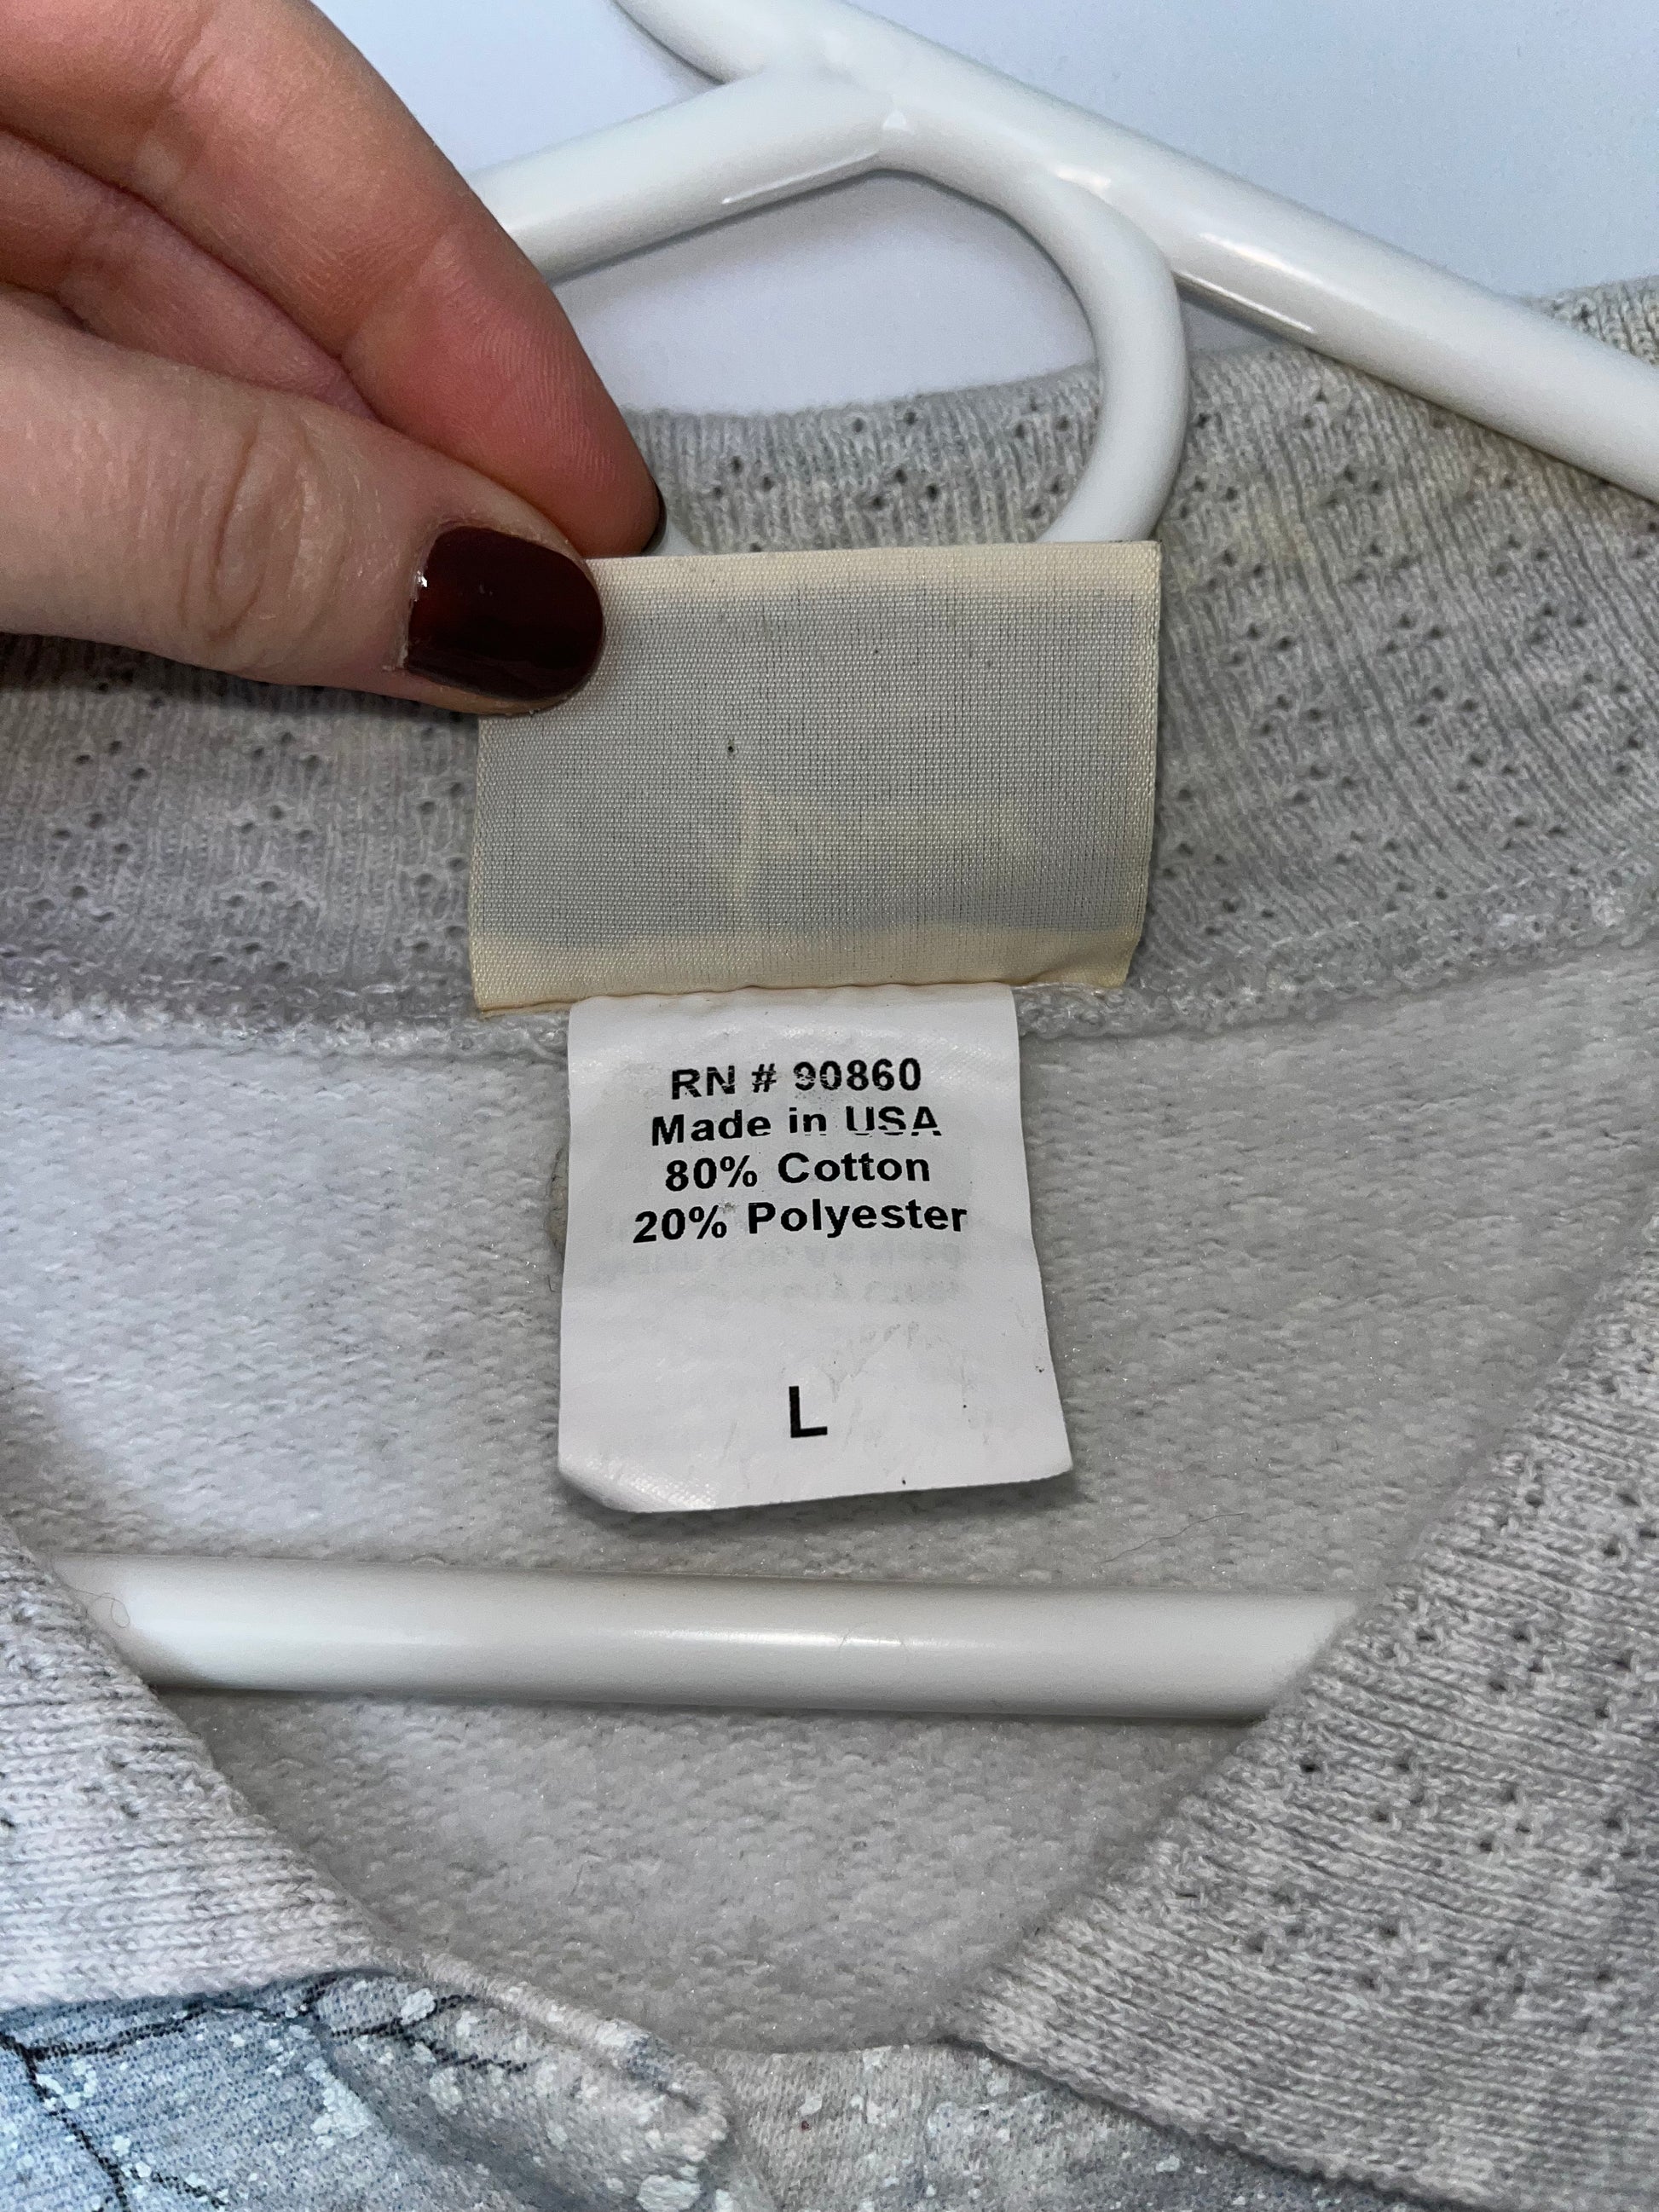 RN # 90860
Made in USA
80% Cotton
20% Polyester
L